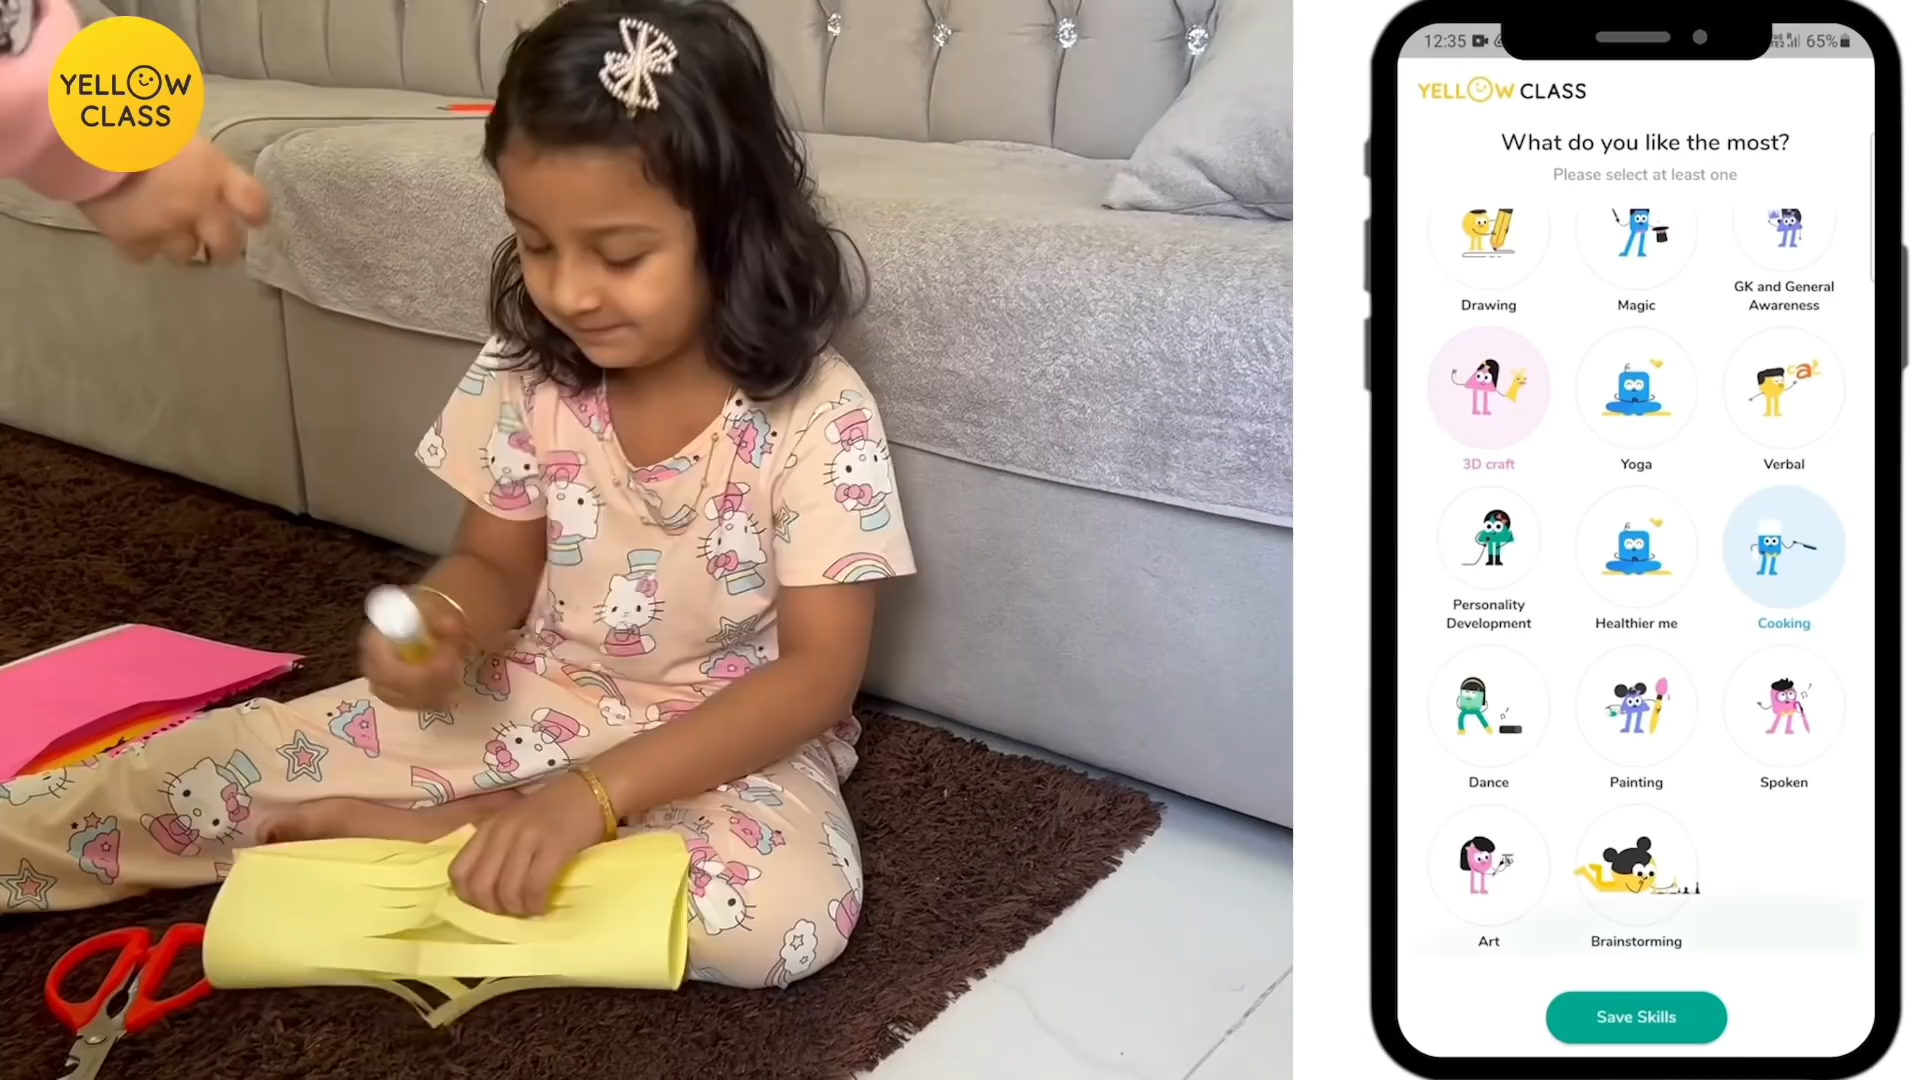 YELLOW
CLASS
12:35
65%
YELLOW CLASS
What do you like the most?
Please select at least one
Drawing
Magic
GK and General
Awareness
3D craft
Yoga
Verbal
Personality
Development
Healthier me
Cooking
Dance
Painting
Spoken
Art
Brainstorming
Save Skills